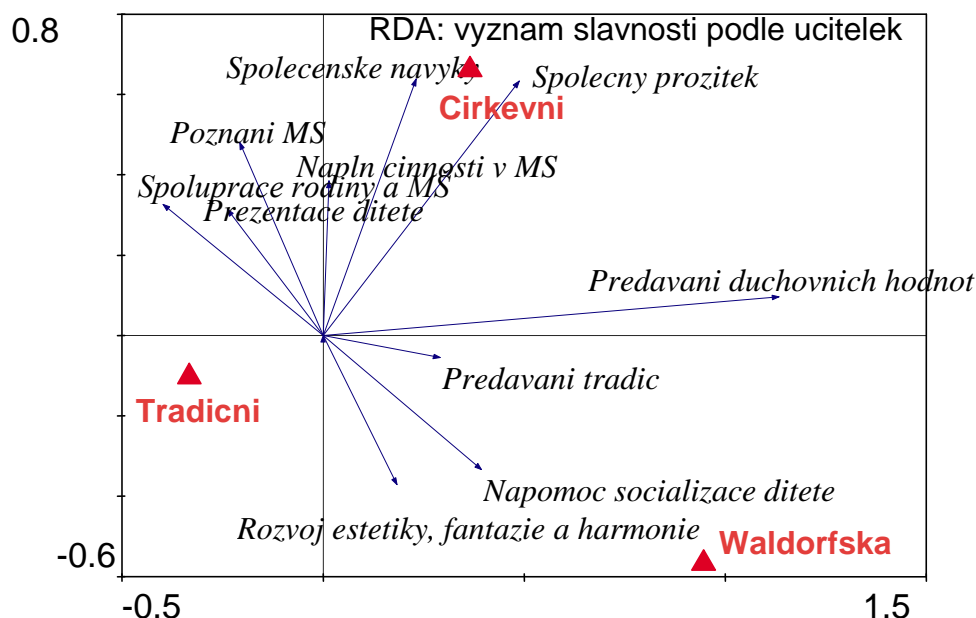 0.8
RDA: vyznam slavnosti podle ucitelek
Spolecenske navyky
Spolecny prozitek
Cirkevni
Poznani MS
Napln cinnosti v MS
Spoluprace rodiny a MS
Prezentace ditete
Predavani duchovnich hodnot
Predavani tradic
Tradicni
Napomoc socializace ditete
Rozvoj estetiky, fantazie a harmonie
Waldorfska
-0.6
-0.5
1.5